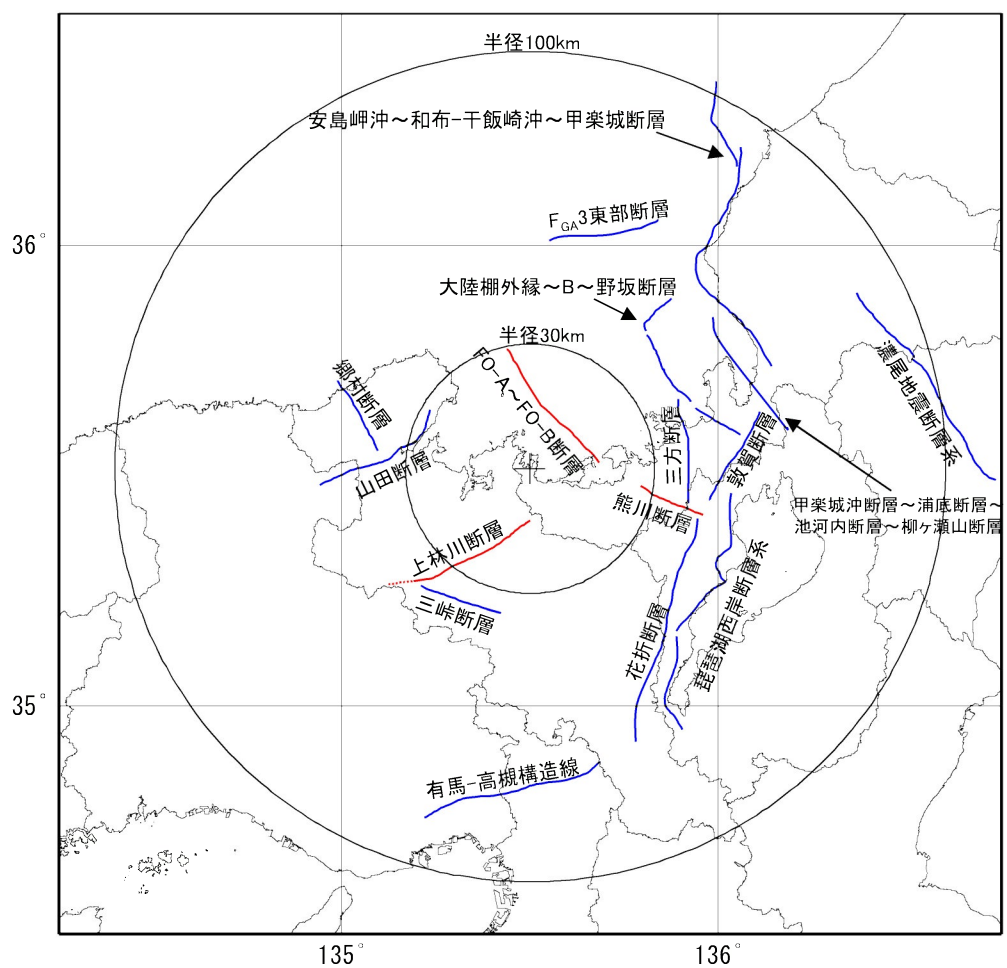 半径100km
安島岬沖～和布-干飯崎沖～甲楽城断層
FGA3東部断層
36°
大陸棚外縁～B～野坂断層
半径30km
郷村断層
FO-A～FO-B断層
濃尾地震断層系
山田断層
三方断層
敦賀断層
熊川断層
甲楽城沖断層～浦底断層～
池河内断層～柳ヶ瀬山断層
上林川断層
三峠断層
花折断層
琵琶湖西岸断層系
35°
有馬-高槻構造線
135°
136°